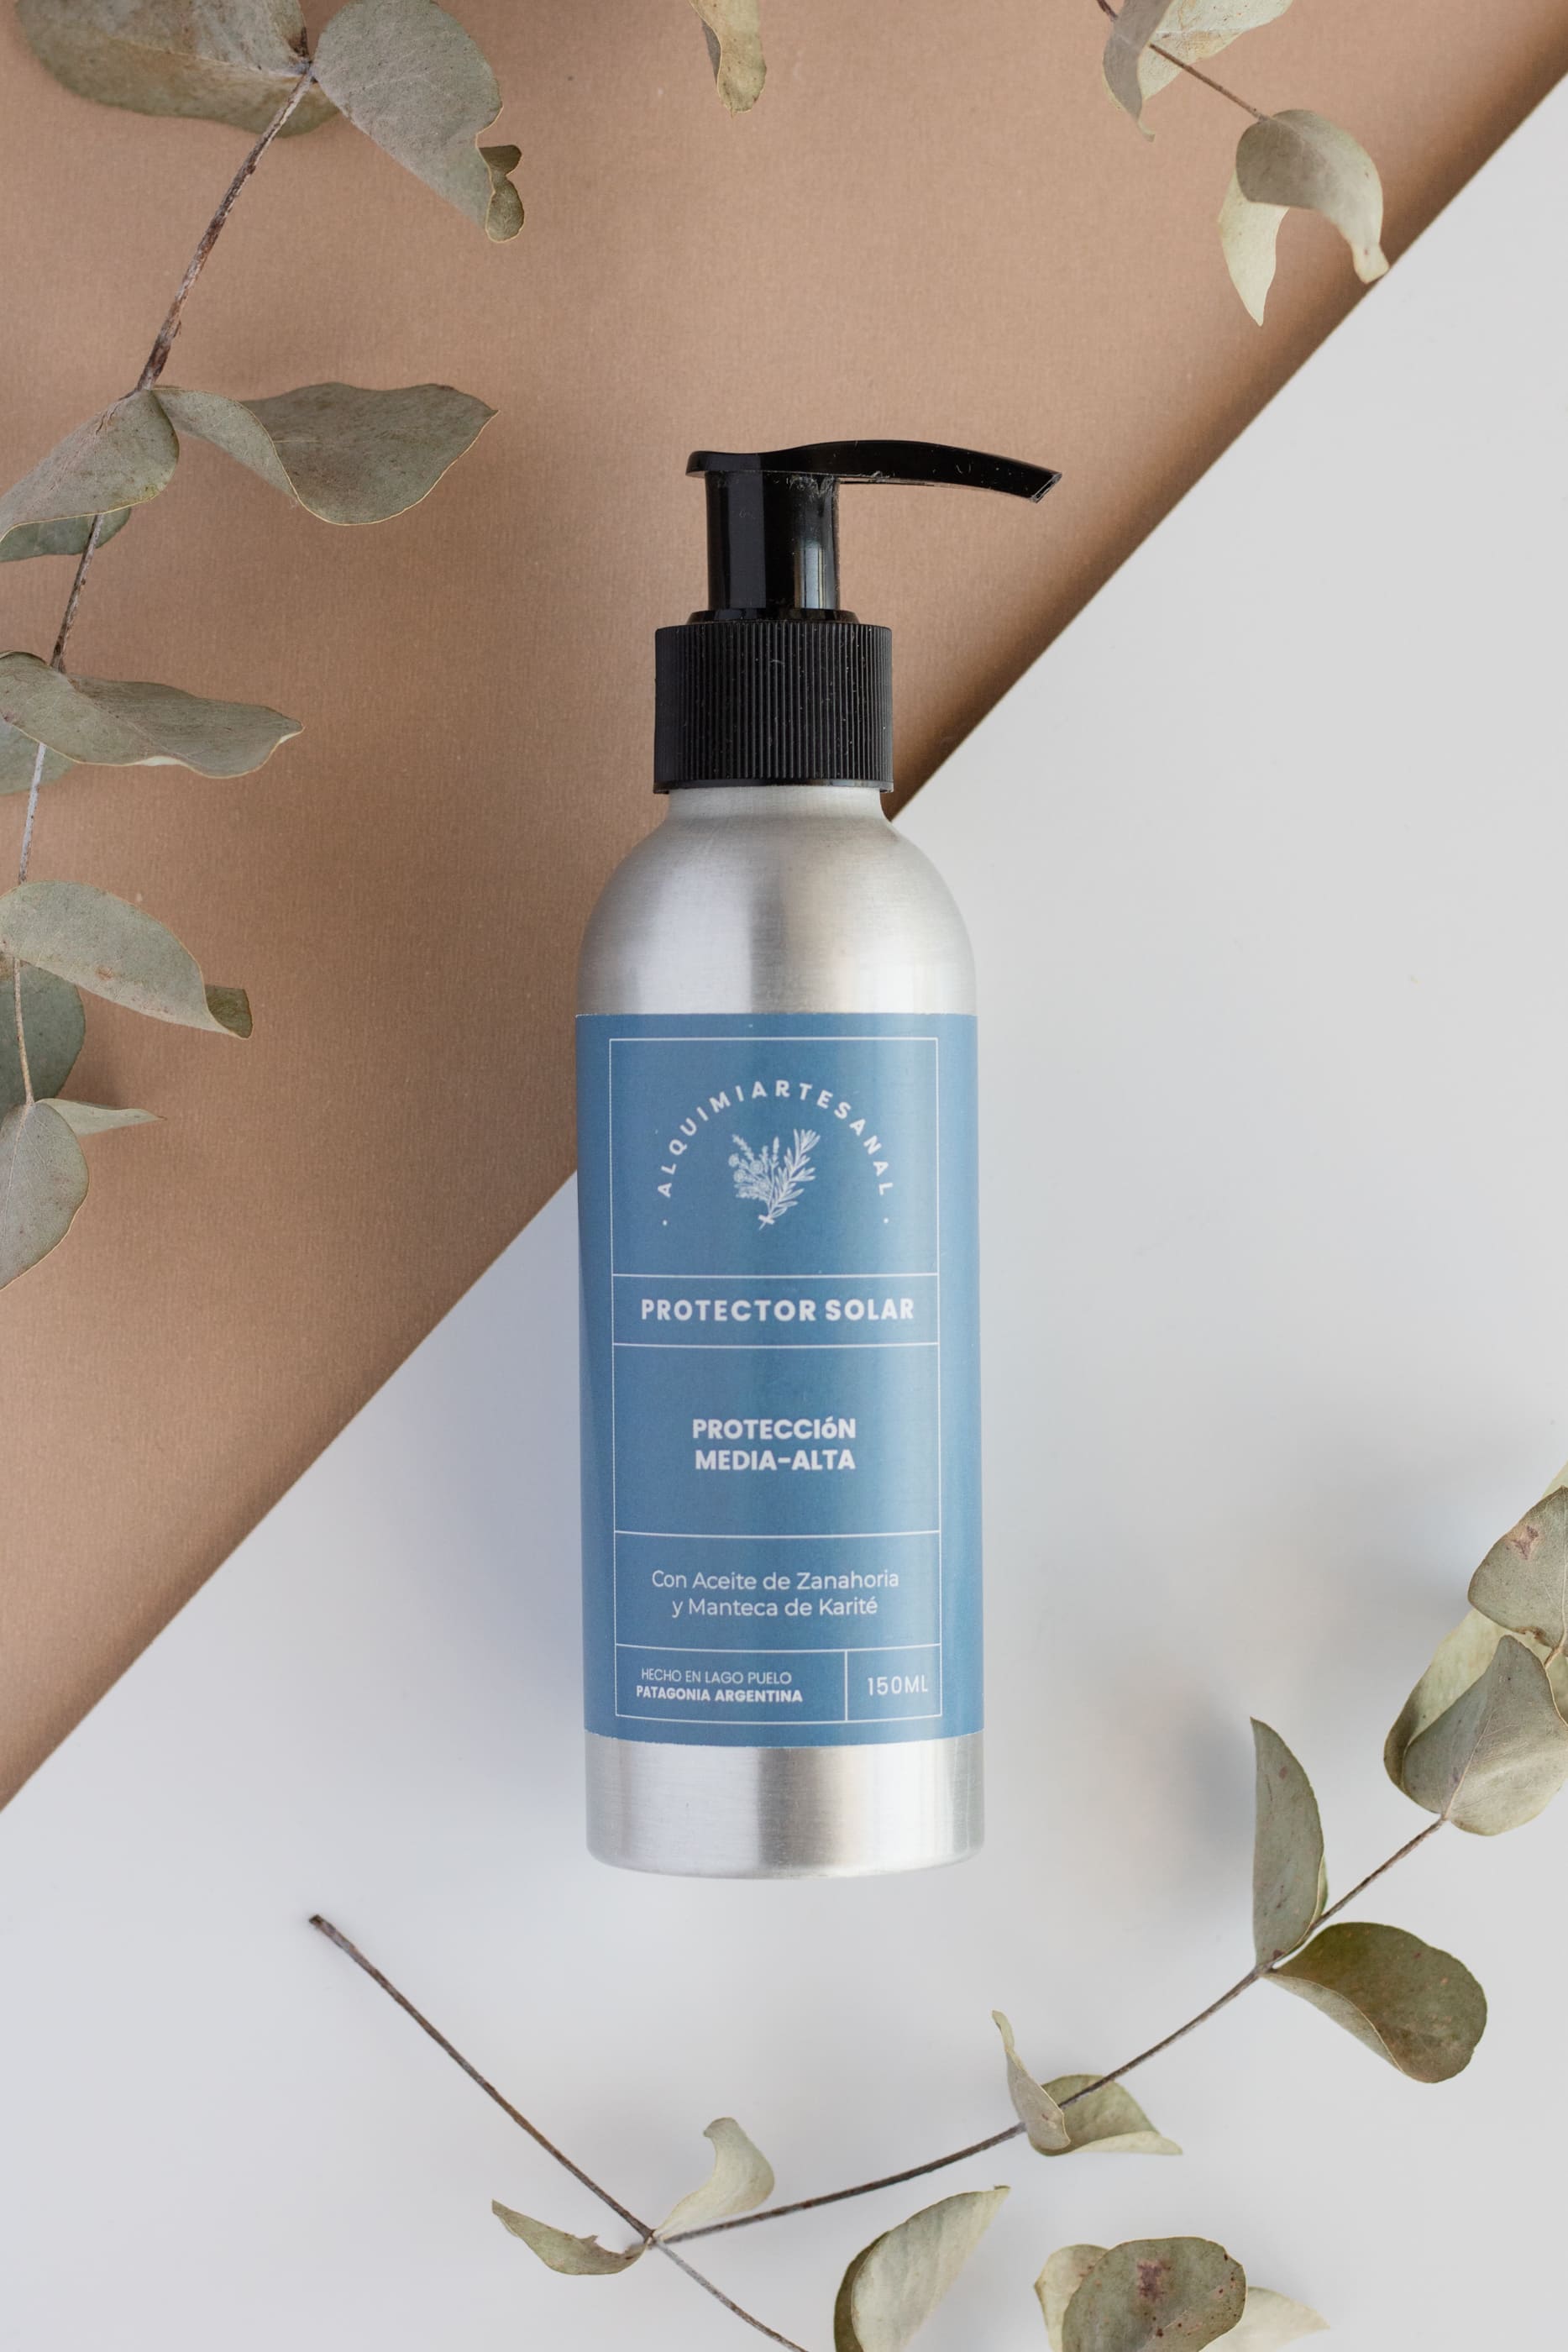 · ALQUIMIARTESANAL ·
PROTECTOR SOLAR
PROTECCIóN
MEDIA-ALTA
Con Aceite de Zanahoria
y Manteca de Karité
HECHO EN LAGO PUELO
PATAGONIA ARGENTINA
150ML